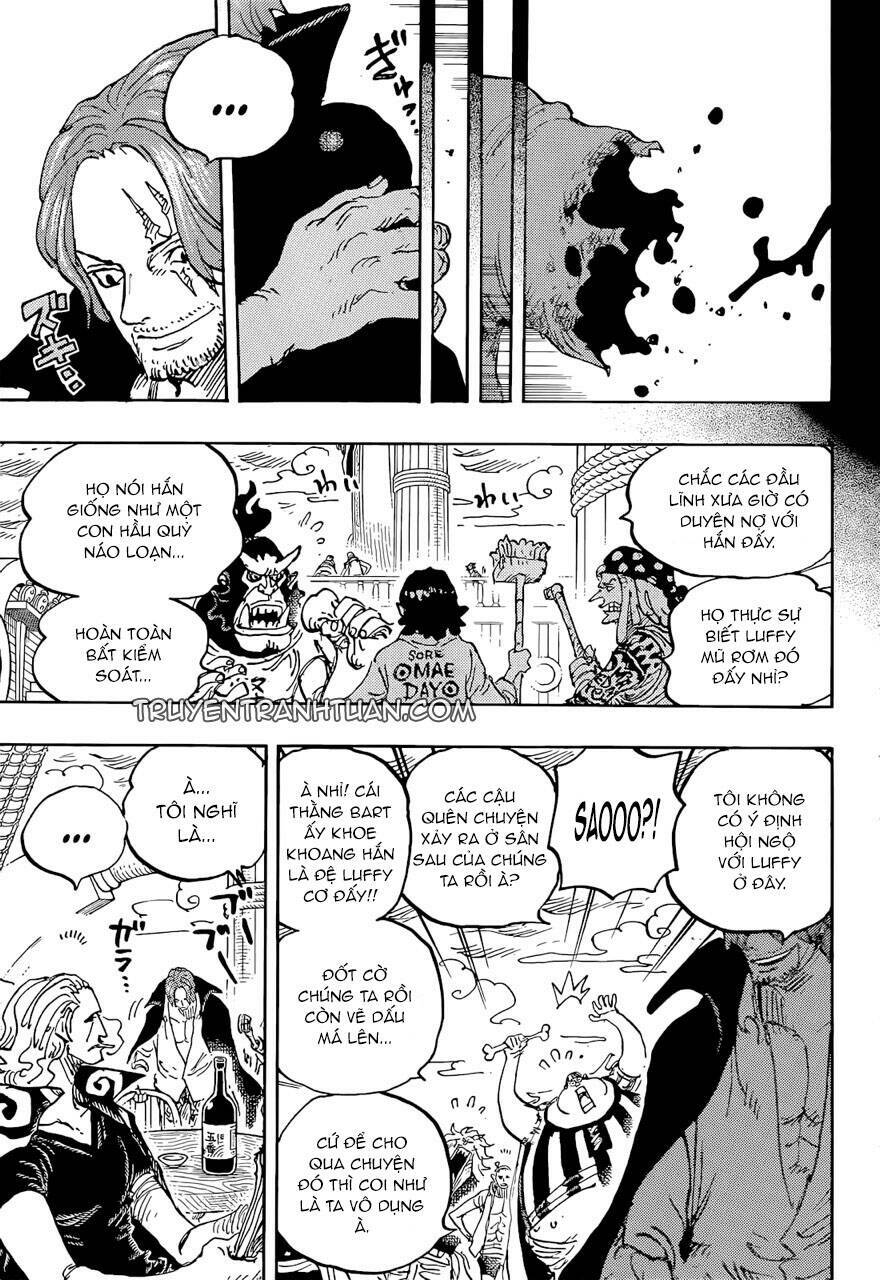 ぎゅっ…
...
ズキ…
CHẮC CÁC ĐẦU
LĨNH XƯA GIỜ CÓ
DUYÊN NỢ VỚI
HẮN ĐẤY.
HỌ THỰC SỰ
BIẾT LUFFY
MŨ RƠM ĐÓ
ĐẤY NHỈ?
わい
わい
SORE
OMAE
DAYO
HỌ NÓI HẮN
GIỐNG NHƯ MỘT
CON HẦU QUỶ
NÁO LOẠN...
HOÀN TOÀN
BẤT KIỂM
SOÁT...
TRUYENTRANHTUAN.COM
TÔI KHÔNG
CÓ Ý ĐỊNH
HỘI NGỘ
VỚI LUFFY
Ở ĐÂY.
SAOOO?!
CÁC CẬU
QUÊN CHUYỆN
XẢY RA Ở SÂN
SAU CỦA CHÚNG
TA RỒI À?
À NHỈ! CÁI
THẰNG BART
ẤY KHOE
KHOANG HẮN
LÀ ĐỆ LUFFY
CƠ ĐẤY!!
ĐỐT CỜ
CHÚNG TA RỒI
CÒN VẼ DẤU
MÁ LÊN...
CỨ ĐỂ CHO
QUA CHUYỆN
ĐÓ THÌ COI NHƯ
LÀ TA VÔ DỤNG
À.
À...
TÔI NGHĨ
LÀ...
...